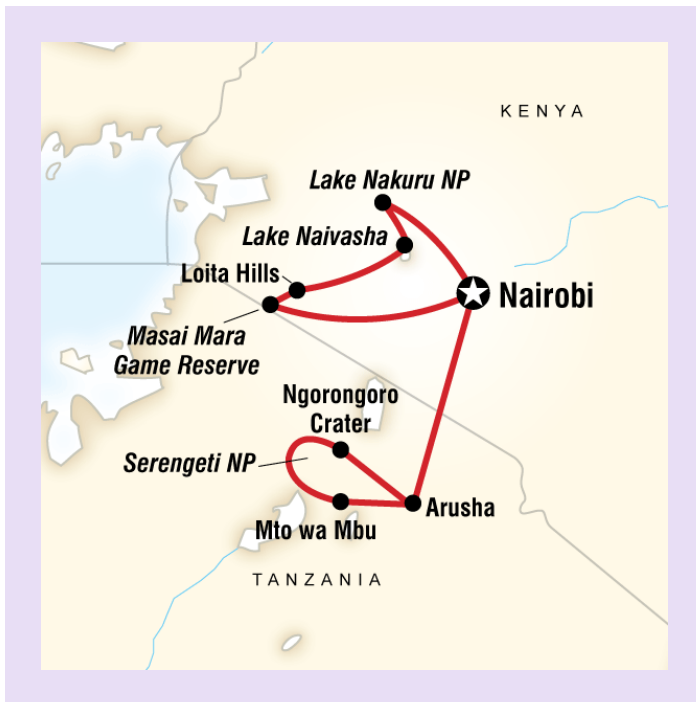 KENYA
Lake Nakuru NP
Lake Naivasha
Loita Hills
Nairobi
Masai Mara
Game Reserve
Ngorongoro
Crater
Serengeti NP
Arusha
Mto wa Mbu
TANZANIA